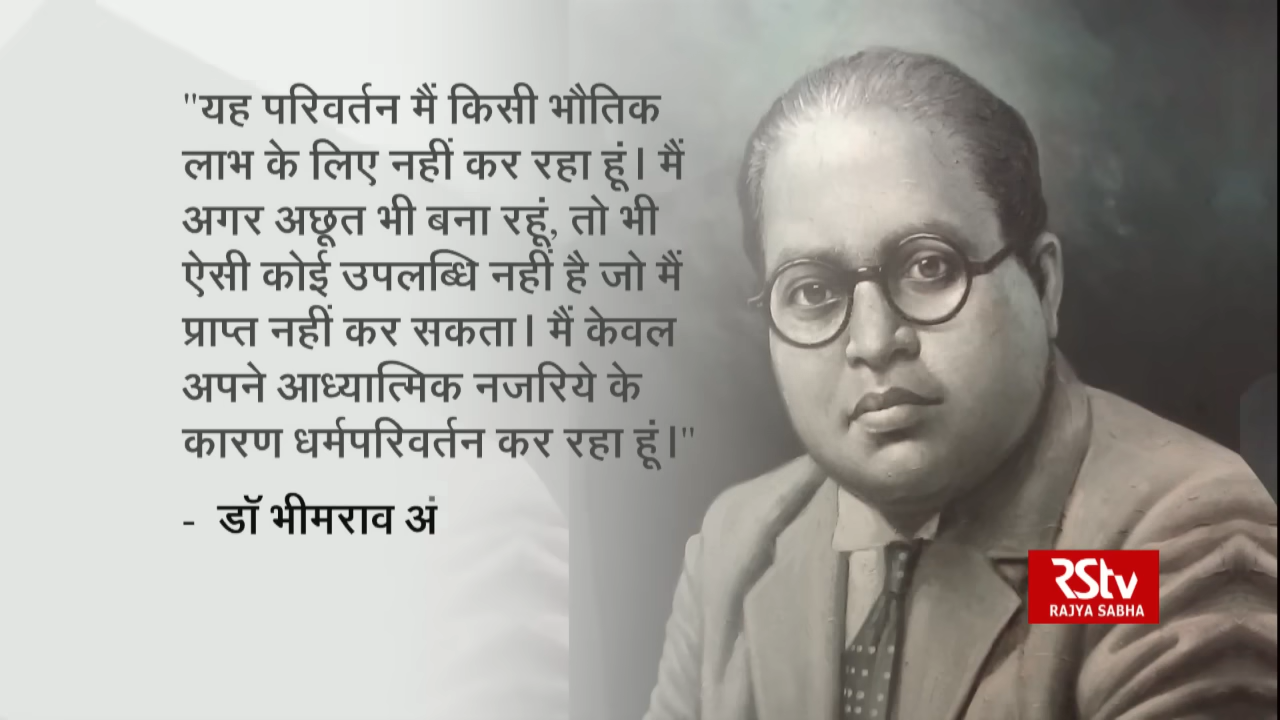 "यह परिवर्तन मैं किसी भौतिक
लाभ के लिए नहीं कर रहा हूं। मैं
अगर अछूत भी बना रहूं, तो भी
ऐसी कोई उपलब्धि नहीं है जो मैं
प्राप्त नहीं कर सकता। मैं केवल
अपने आध्यात्मिक नजरिये के
कारण धर्मपरिवर्तन कर रहा हूं।"
- डॉ भीमराव अं
RStv
RAJYA SABHA